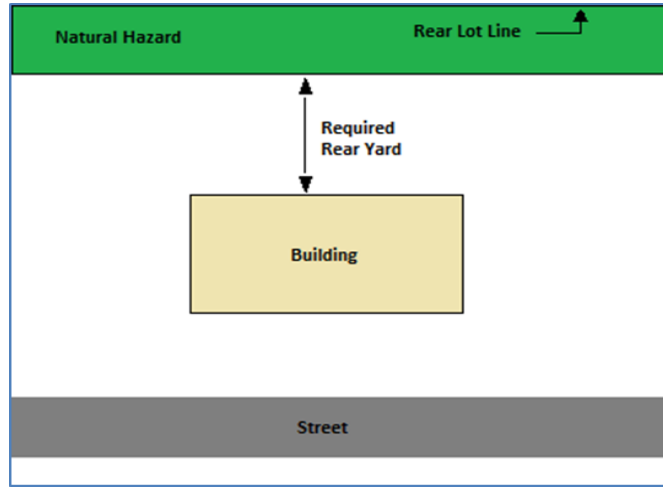 Natural Hazard
Rear Lot Line
Required
Rear Yard
Building
Street